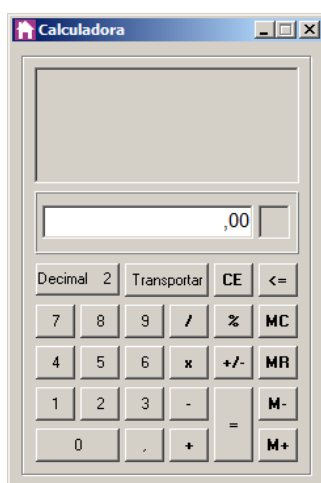 Calculadora
,00
Decimal 2 Transportar CE <=
7 8 9 / % MC
4 5 6 x +/- MR
1 2 3 - = M-
0 , + M+